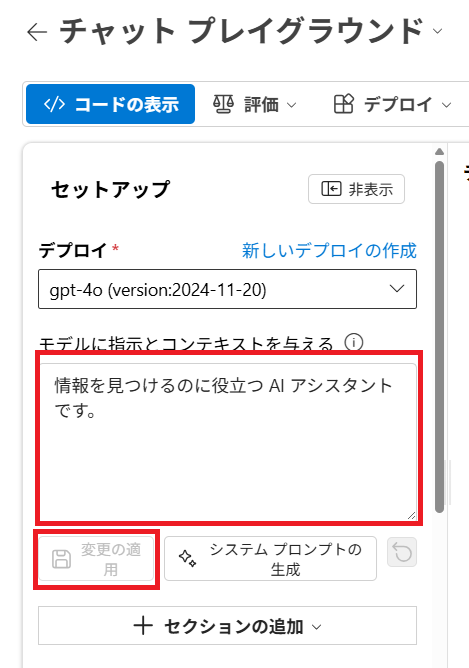 チャット プレイグラウンド
コードの表示
評価
デプロイ
セットアップ
非表示
デプロイ *
新しいデプロイの作成
gpt-4o (version:2024-11-20)
モデルに指示とコンテキストを与える
情報を見つけるのに役立つ AI アシスタント
です。
変更の適
用
システム プロンプトの
生成
セクションの追加